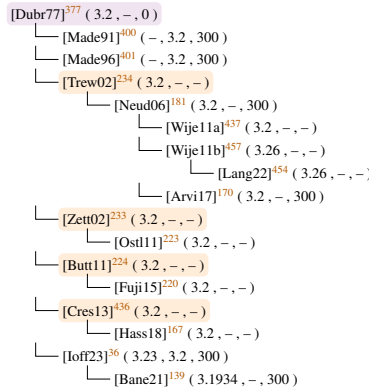 [Dubr77]377 ( 3.2 , – , 0 )
[Made91]400 ( – , 3.2 , 300 )
[Made96]401 ( – , 3.2 , 300 )
[Trew02]234 ( 3.2 , – , – )
[Neud06]181 ( 3.2 , – , 300 )
[Wije11a]437 ( 3.2 , – , – )
[Wije11b]457 ( 3.26 , – , – )
[Lang22]454 ( 3.26 , – , – )
[Arvi17]170 ( 3.2 , – , 300 )
[Zett02]233 ( 3.2 , – , – )
[Ostl11]223 ( 3.2 , – , – )
[Butt11]224 ( 3.2 , – , – )
[Fuji15]220 ( 3.2 , – , – )
[Cres13]436 ( 3.2 , – , – )
[Hass18]167 ( 3.2 , – , – )
[Ioff23]36 ( 3.23 , 3.2 , 300 )
[Bane21]139 ( 3.1934 , – , 300 )